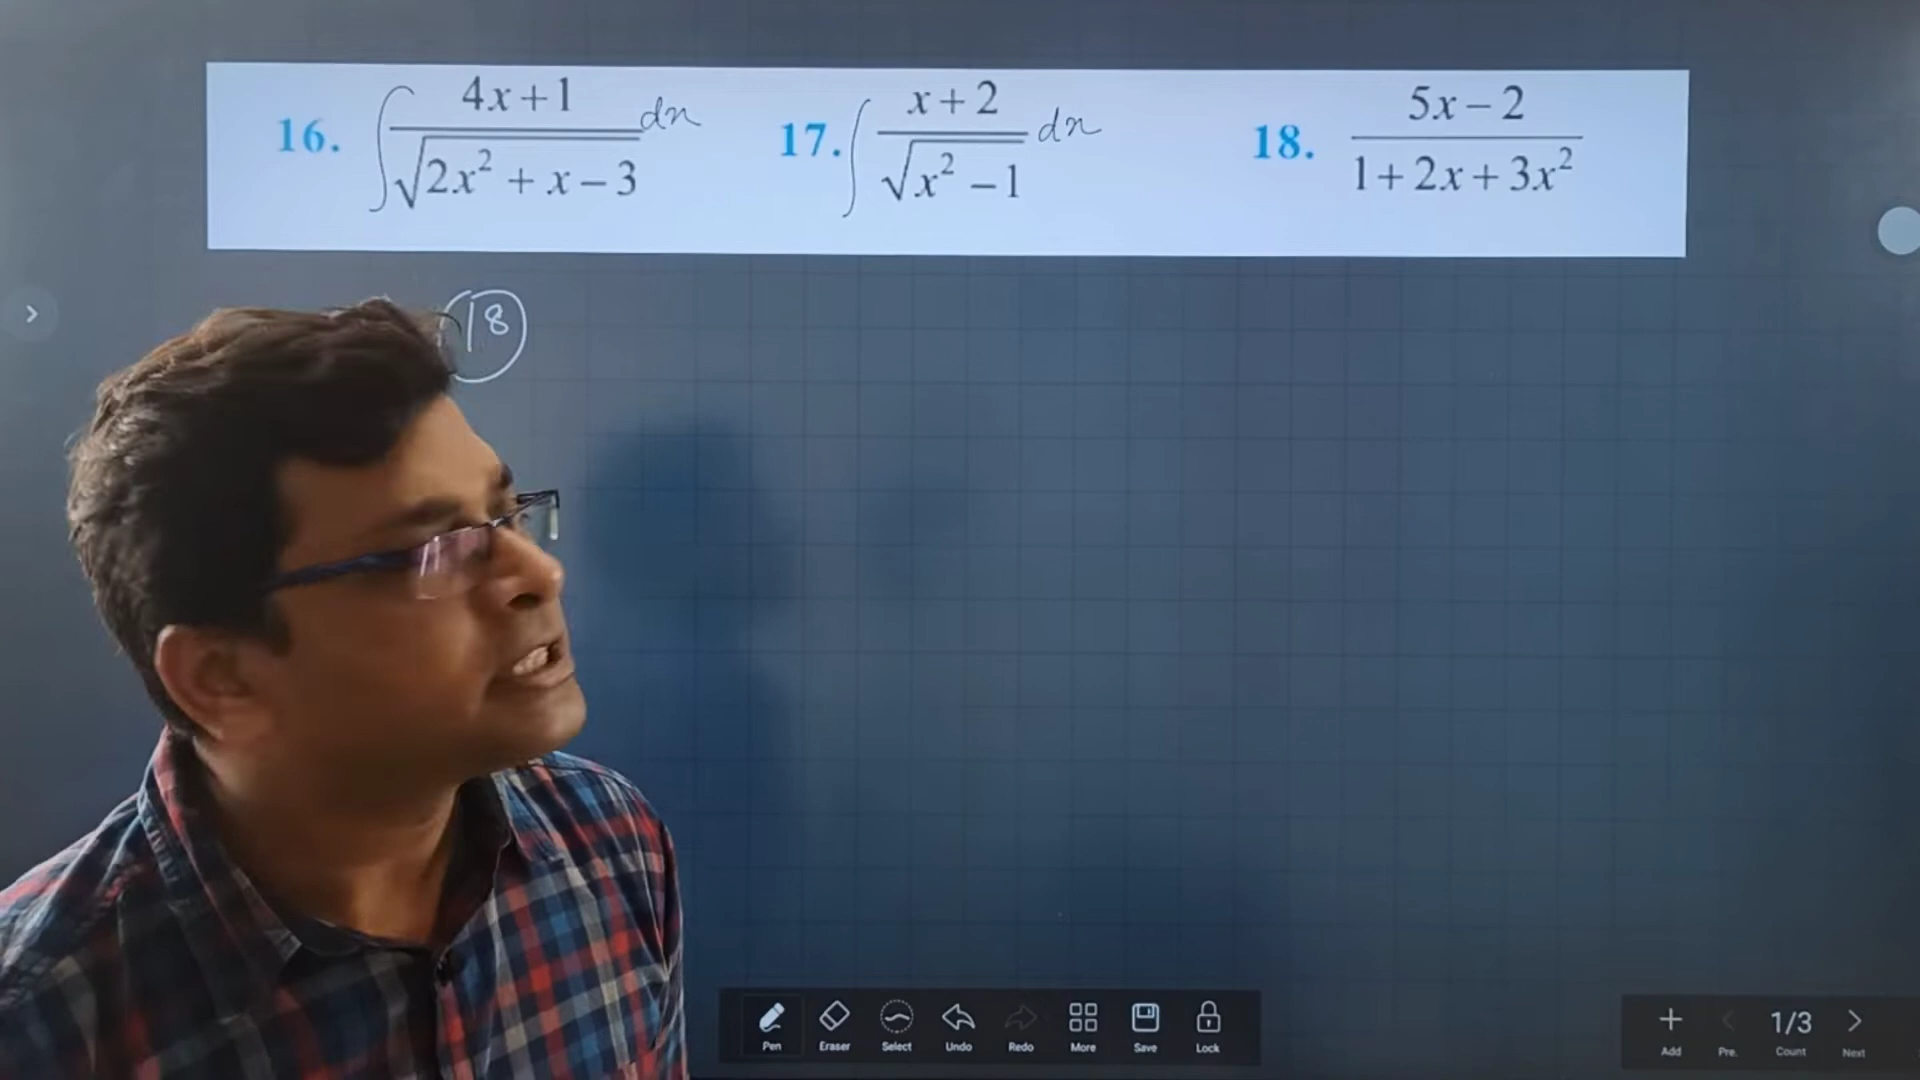 16. ∫ (4x+1)/√(2x² + x − 3) dx 17. ∫ (x+2)/√(x² − 1) dx 18. (5x − 2)/(1+2x+3x²)
18
Pen Eraser Select Undo Redo More Save Lock
1/3
Add Pre. Count Next